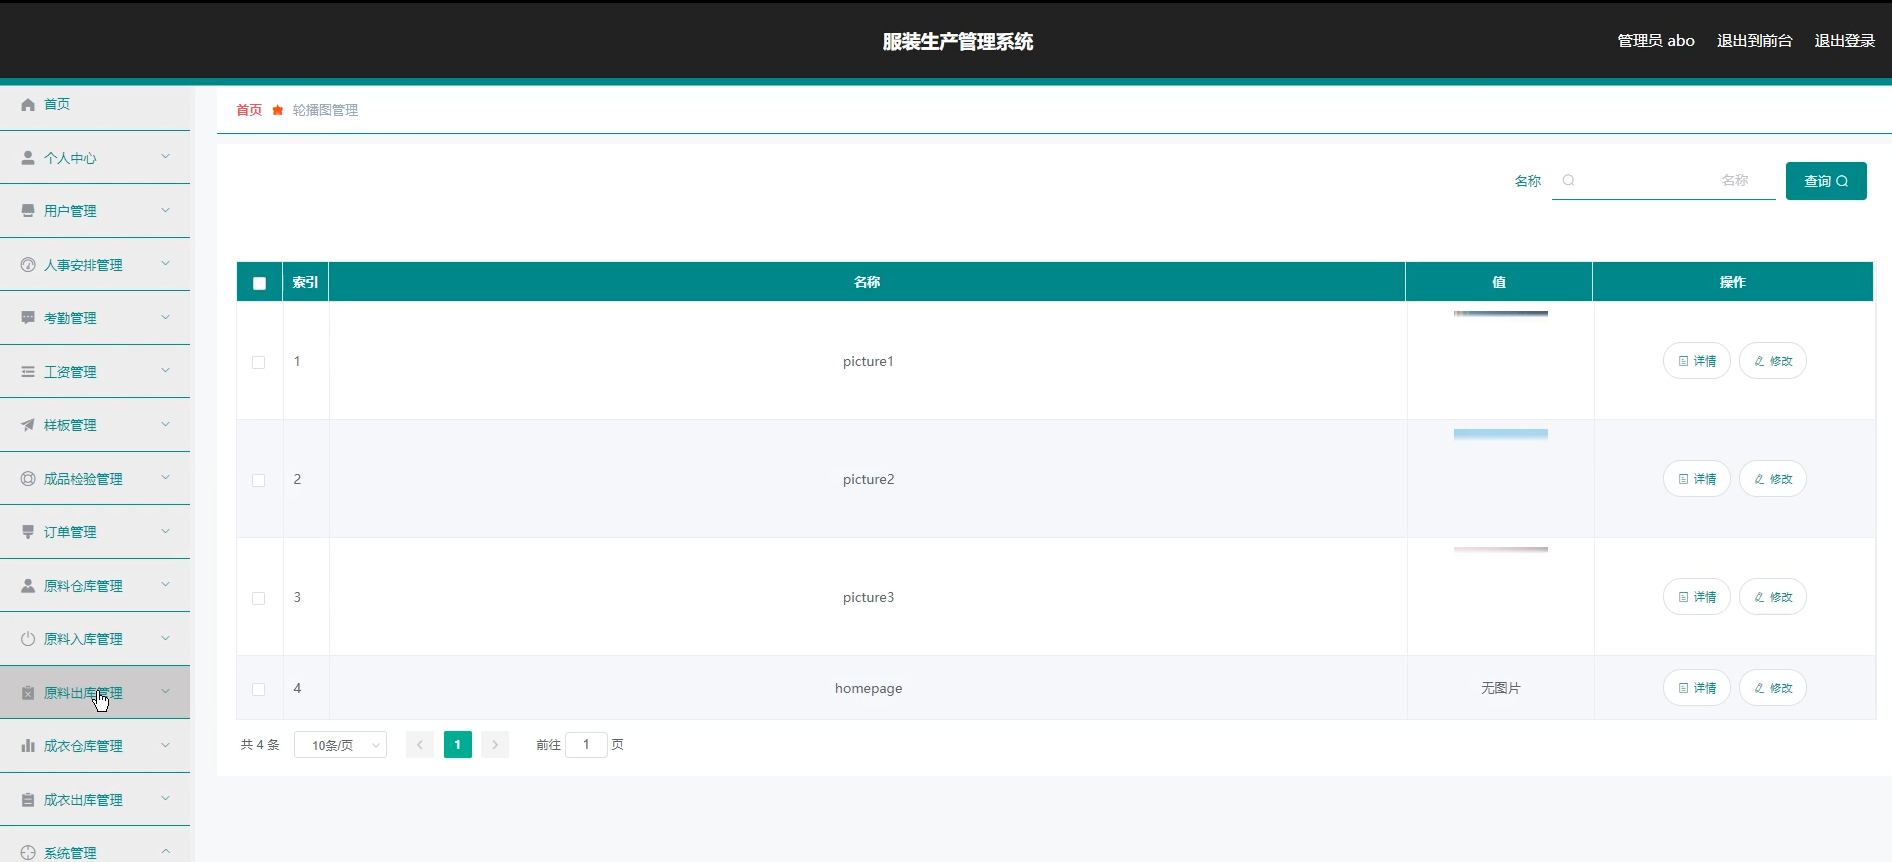 服装生产管理系统
管理员 abo 退出到前台 退出登录
首页
个人中心
用户管理
人事安排管理
考勤管理
工资管理
样板管理
成品检验管理
订单管理
原料仓库管理
原料入库管理
原料出库管理
成衣仓库管理
成衣出库管理
系统管理
首页 轮播图管理
名称 名称 查询
索引 名称 值 操作
1 picture1 详情 修改
2 picture2 详情 修改
3 picture3 详情 修改
4 homepage 无图片 详情 修改
共 4 条 10条/页 1 前往 1 页